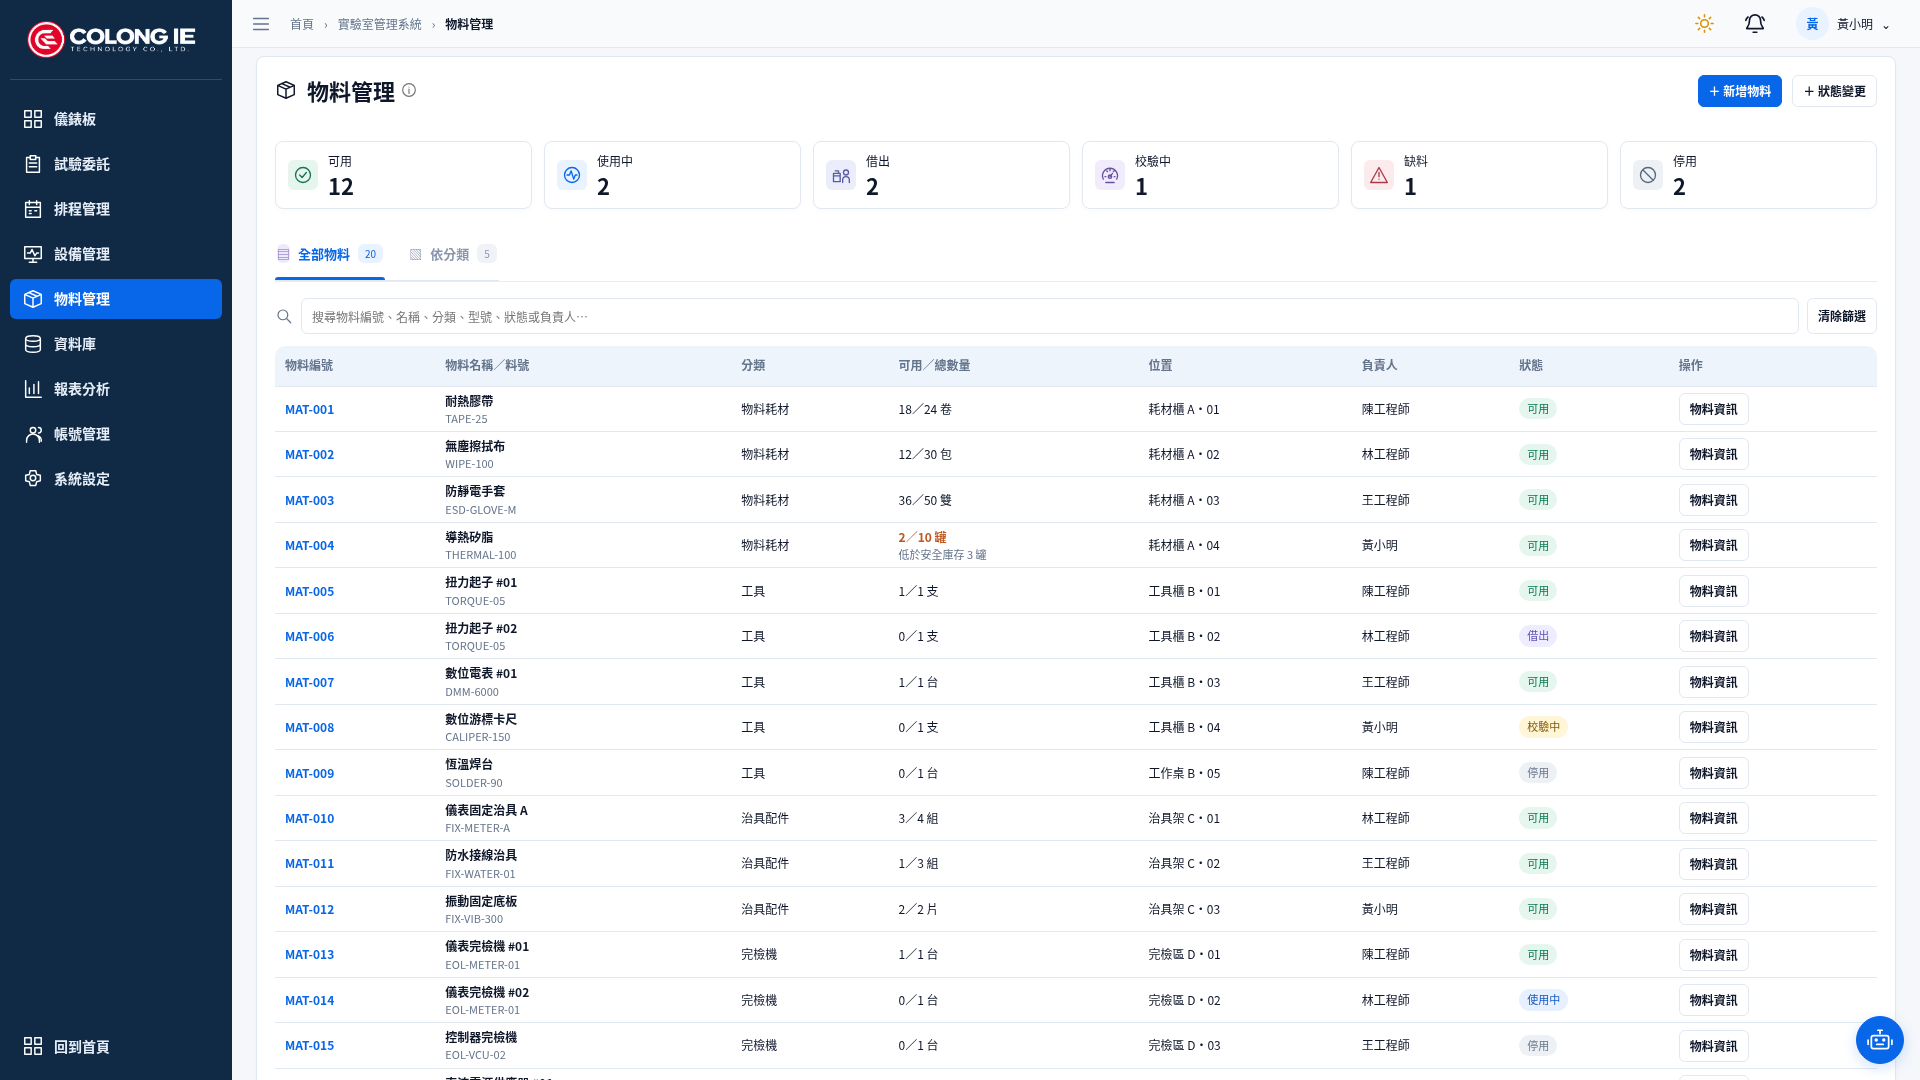 COLONG IE
TECHNOLOGY CO., LTD.
儀錶板
試驗委託
排程管理
設備管理
物料管理
資料庫
報表分析
帳號管理
系統設定
回到首頁
首頁 › 實驗室管理系統 › 物料管理
黃 黃小明
物料管理
+ 新增物料
+ 狀態變更
可用
12
使用中
2
借出
2
校驗中
1
缺料
1
停用
2
全部物料 20
依分類 5
搜尋物料編號、名稱、分類、型號、狀態或負責人…
清除篩選
物料編號 物料名稱／料號 分類 可用／總數量 位置 負責人 狀態 操作
MAT-001 耐熱膠帶 物料耗材 18／24 卷 耗材櫃 A・01 陳工程師 可用 物料資訊
TAPE-25
MAT-002 無塵擦拭布 物料耗材 12／30 包 耗材櫃 A・02 林工程師 可用 物料資訊
WIPE-100
MAT-003 防靜電手套 物料耗材 36／50 雙 耗材櫃 A・03 王工程師 可用 物料資訊
ESD-GLOVE-M
MAT-004 導熱矽脂 物料耗材 2／10 罐 耗材櫃 A・04 黃小明 可用 物料資訊
THERMAL-100 低於安全庫存 3 罐
MAT-005 扭力起子 #01 工具 1／1 支 工具櫃 B・01 陳工程師 可用 物料資訊
TORQUE-05
MAT-006 扭力起子 #02 工具 0／1 支 工具櫃 B・02 林工程師 借出 物料資訊
TORQUE-05
MAT-007 數位電表 #01 工具 1／1 台 工具櫃 B・03 王工程師 可用 物料資訊
DMM-6000
MAT-008 數位游標卡尺 工具 0／1 支 工具櫃 B・04 黃小明 校驗中 物料資訊
CALIPER-150
MAT-009 恆溫焊台 工具 0／1 台 工作桌 B・05 陳工程師 停用 物料資訊
SOLDER-90
MAT-010 儀表固定治具 A 治具配件 3／4 組 治具架 C・01 林工程師 可用 物料資訊
FIX-METER-A
MAT-011 防水接線治具 治具配件 1／3 組 治具架 C・02 王工程師 可用 物料資訊
FIX-WATER-01
MAT-012 振動固定底板 治具配件 2／2 片 治具架 C・03 黃小明 可用 物料資訊
FIX-VIB-300
MAT-013 儀表完檢機 #01 完檢機 1／1 台 完檢區 D・01 陳工程師 可用 物料資訊
EOL-METER-01
MAT-014 儀表完檢機 #02 完檢機 0／1 台 完檢區 D・02 林工程師 使用中 物料資訊
EOL-METER-01
MAT-015 控制器完檢機 完檢機 0／1 台 完檢區 D・03 王工程師 停用 物料資訊
EOL-VCU-02